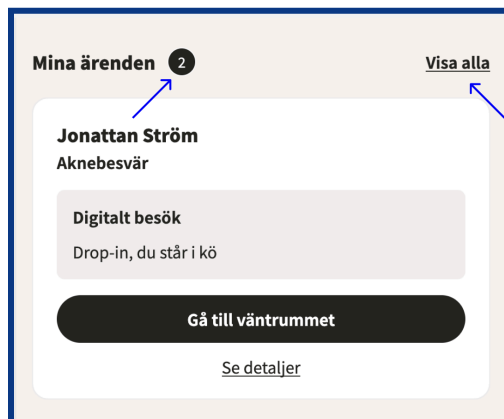 Mina ärenden 2
Visa alla
Jonattan Ström
Aknebesvär
Digitalt besök
Drop-in, du står i kö
Gå till väntrummet
Se detaljer